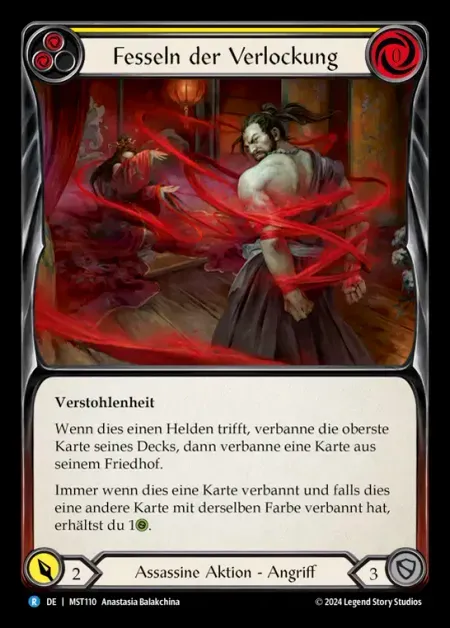 Fesseln der Verlockung
0
Verstohlenheit
Wenn dies einen Helden trifft, verbanne die oberste
Karte seines Decks, dann verbanne eine Karte aus
seinem Friedhof.
Immer wenn dies eine Karte verbannt und falls dies
eine andere Karte mit derselben Farbe verbannt hat,
erhältst du 1.
2
Assassine Aktion - Angriff
3
R DE | MST110 Anastasia Balakchina
© 2024 Legend Story Studios